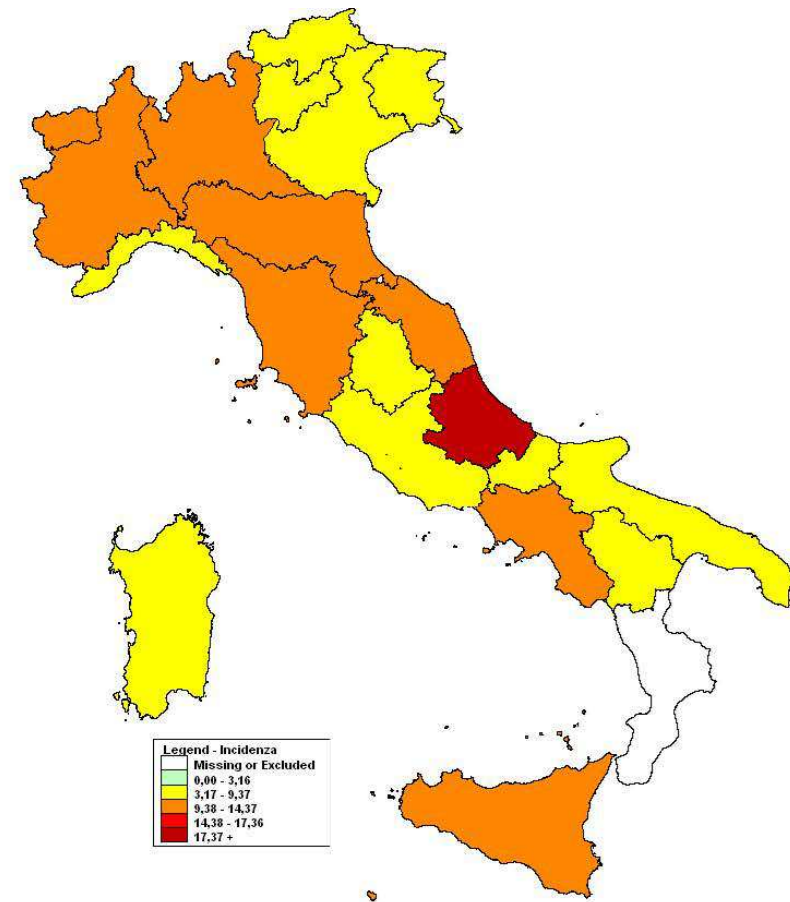 Legend - Incidenza
Missing or Excluded
0,00 - 3,16
3,17 - 9,37
9,38 - 14,37
14,38 - 17,36
17,37 +